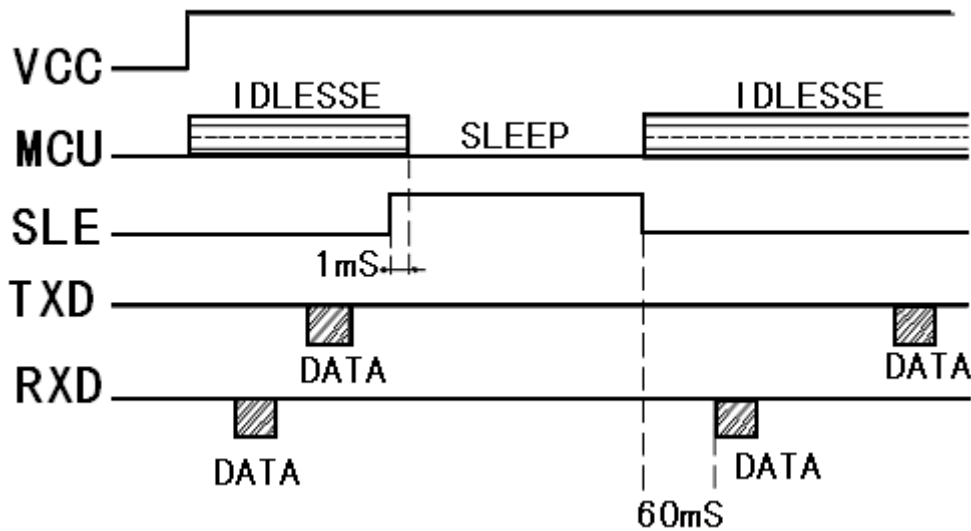 VCC
IDLESSE
IDLESSE
MCU
SLEEP
SLE
1mS
TXD
DATA
DATA
RXD
DATA
DATA
60mS